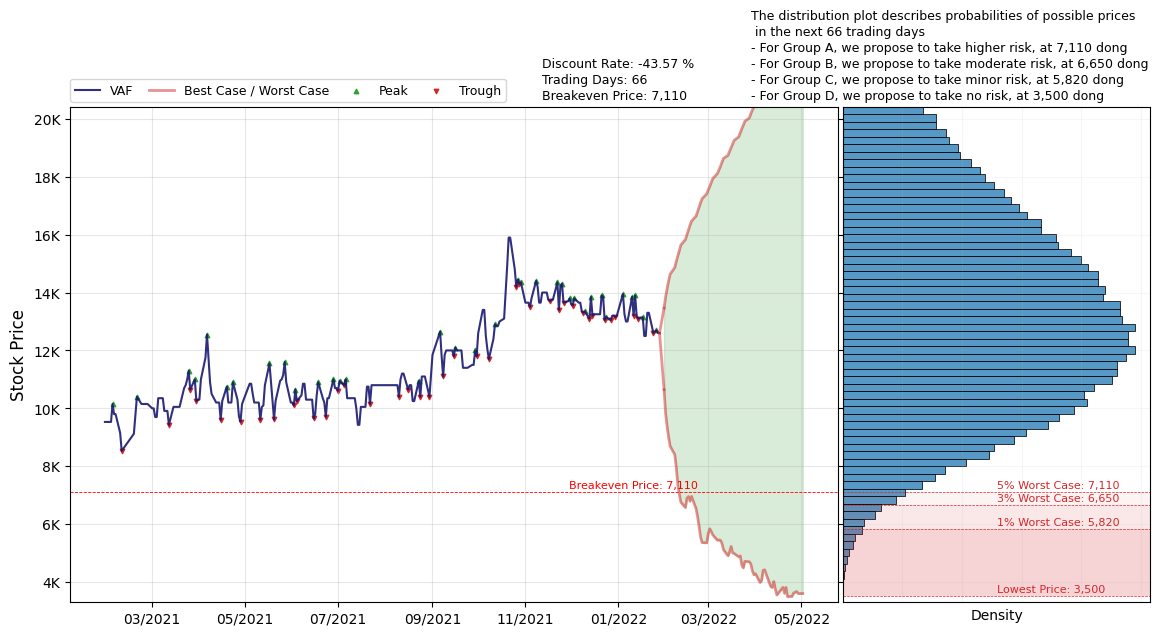 The distribution plot describes probabilities of possible prices
in the next 66 trading days
- For Group A, we propose to take higher risk, at 7,110 dong
- For Group B, we propose to take moderate risk, at 6,650 dong
- For Group C, we propose to take minor risk, at 5,820 dong
- For Group D, we propose to take no risk, at 3,500 dong
Discount Rate: -43.57 %
Trading Days: 66
Breakeven Price: 7,110
VAF
Best Case / Worst Case
Peak
Trough
Stock Price
20K
18K
16K
14K
12K
10K
8K
6K
4K
Breakeven Price: 7,110
5% Worst Case: 7,110
3% Worst Case: 6,650
1% Worst Case: 5,820
Lowest Price: 3,500
03/2021
05/2021
07/2021
09/2021
11/2021
01/2022
03/2022
05/2022
Density